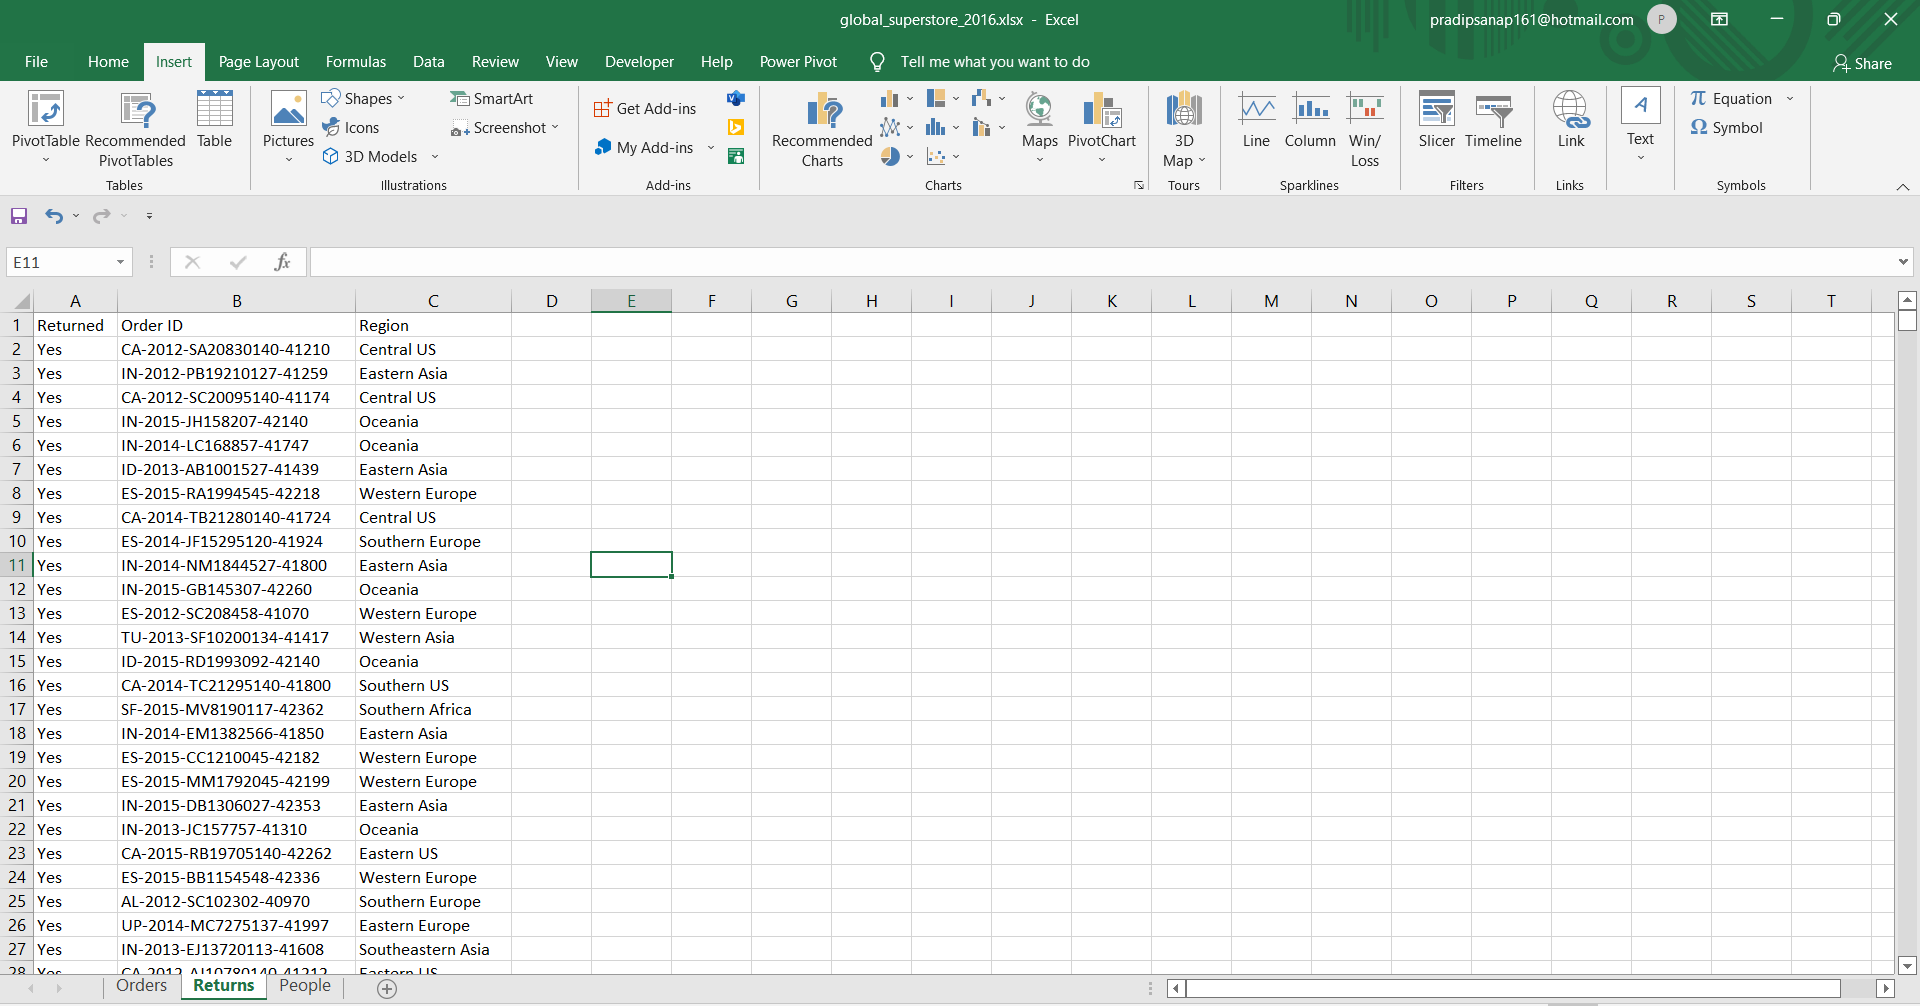 global_superstore_2016.xlsx - Excel
pradipsanap161@hotmail.com P
File Home Insert Page Layout Formulas Data Review View Developer Help Power Pivot Tell me what you want to do Share
PivotTable Recommended PivotTables Table
Pictures Shapes Icons 3D Models SmartArt Screenshot
Get Add-ins My Add-ins
Recommended Charts Maps PivotChart
3D Map
Line Column Win/ Loss
Slicer Timeline
Link
A Text
π Equation Ω Symbol
Tables Illustrations Add-ins Charts Tours Sparklines Filters Links Symbols
E11 fx
A B C D E F G H I J K L M N O P Q R S T
1 Returned Order ID Region
2 Yes CA-2012-SA20830140-41210 Central US
3 Yes IN-2012-PB19210127-41259 Eastern Asia
4 Yes CA-2012-SC20095140-41174 Central US
5 Yes IN-2015-JH158207-42140 Oceania
6 Yes IN-2014-LC168857-41747 Oceania
7 Yes ID-2013-AB1001527-41439 Eastern Asia
8 Yes ES-2015-RA1994545-42218 Western Europe
9 Yes CA-2014-TB21280140-41724 Central US
10 Yes ES-2014-JF15295120-41924 Southern Europe
11 Yes IN-2014-NM1844527-41800 Eastern Asia
12 Yes IN-2015-GB145307-42260 Oceania
13 Yes ES-2012-SC208458-41070 Western Europe
14 Yes TU-2013-SF10200134-41417 Western Asia
15 Yes ID-2015-RD1993092-42140 Oceania
16 Yes CA-2014-TC21295140-41800 Southern US
17 Yes SF-2015-MV8190117-42362 Southern Africa
18 Yes IN-2014-EM1382566-41850 Eastern Asia
19 Yes ES-2015-CC1210045-42182 Western Europe
20 Yes ES-2015-MM1792045-42199 Western Europe
21 Yes IN-2015-DB1306027-42353 Eastern Asia
22 Yes IN-2013-JC157757-41310 Oceania
23 Yes CA-2015-RB19705140-42262 Eastern US
24 Yes ES-2015-BB1154548-42336 Western Europe
25 Yes AL-2012-SC102302-40970 Southern Europe
26 Yes UP-2014-MC7275137-41997 Eastern Europe
27 Yes IN-2013-EJ13720113-41608 Southeastern Asia
28 Yes CA-2012-AJ10780140-41212 Eastern US
Orders Returns People